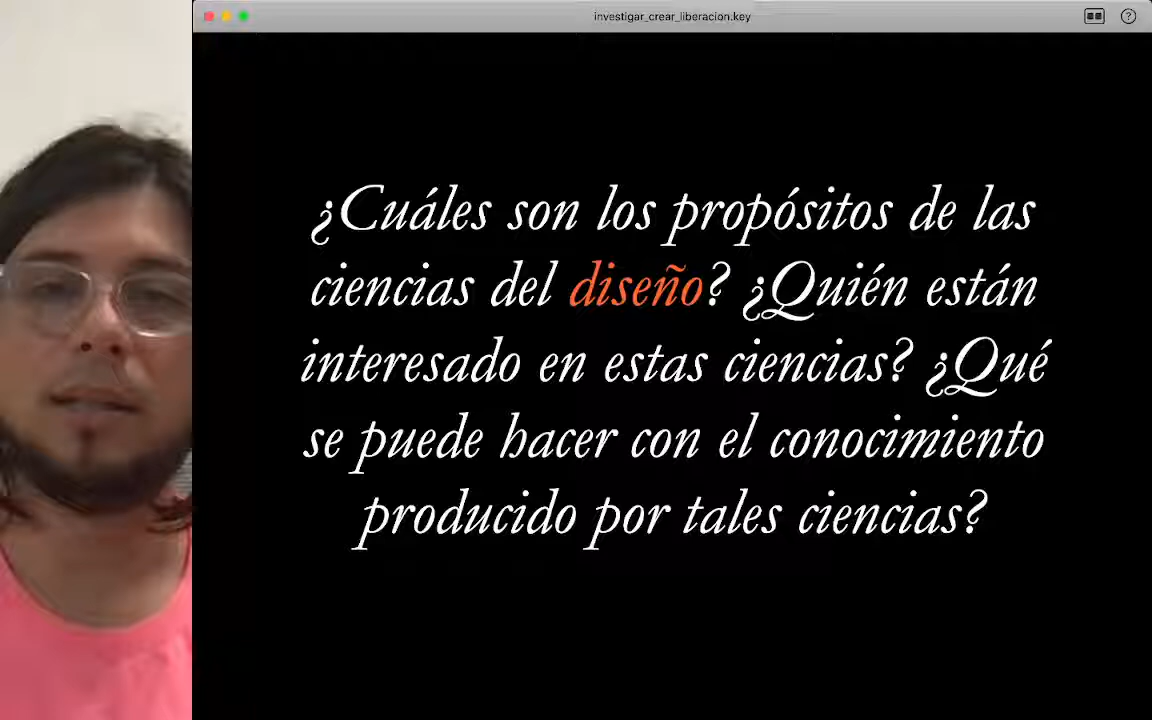 investigar_crear_liberacion.key
¿Cuáles son los propósitos de las
ciencias del diseño? ¿Quién están
interesado en estas ciencias? ¿Qué
se puede hacer con el conocimiento
producido por tales ciencias?